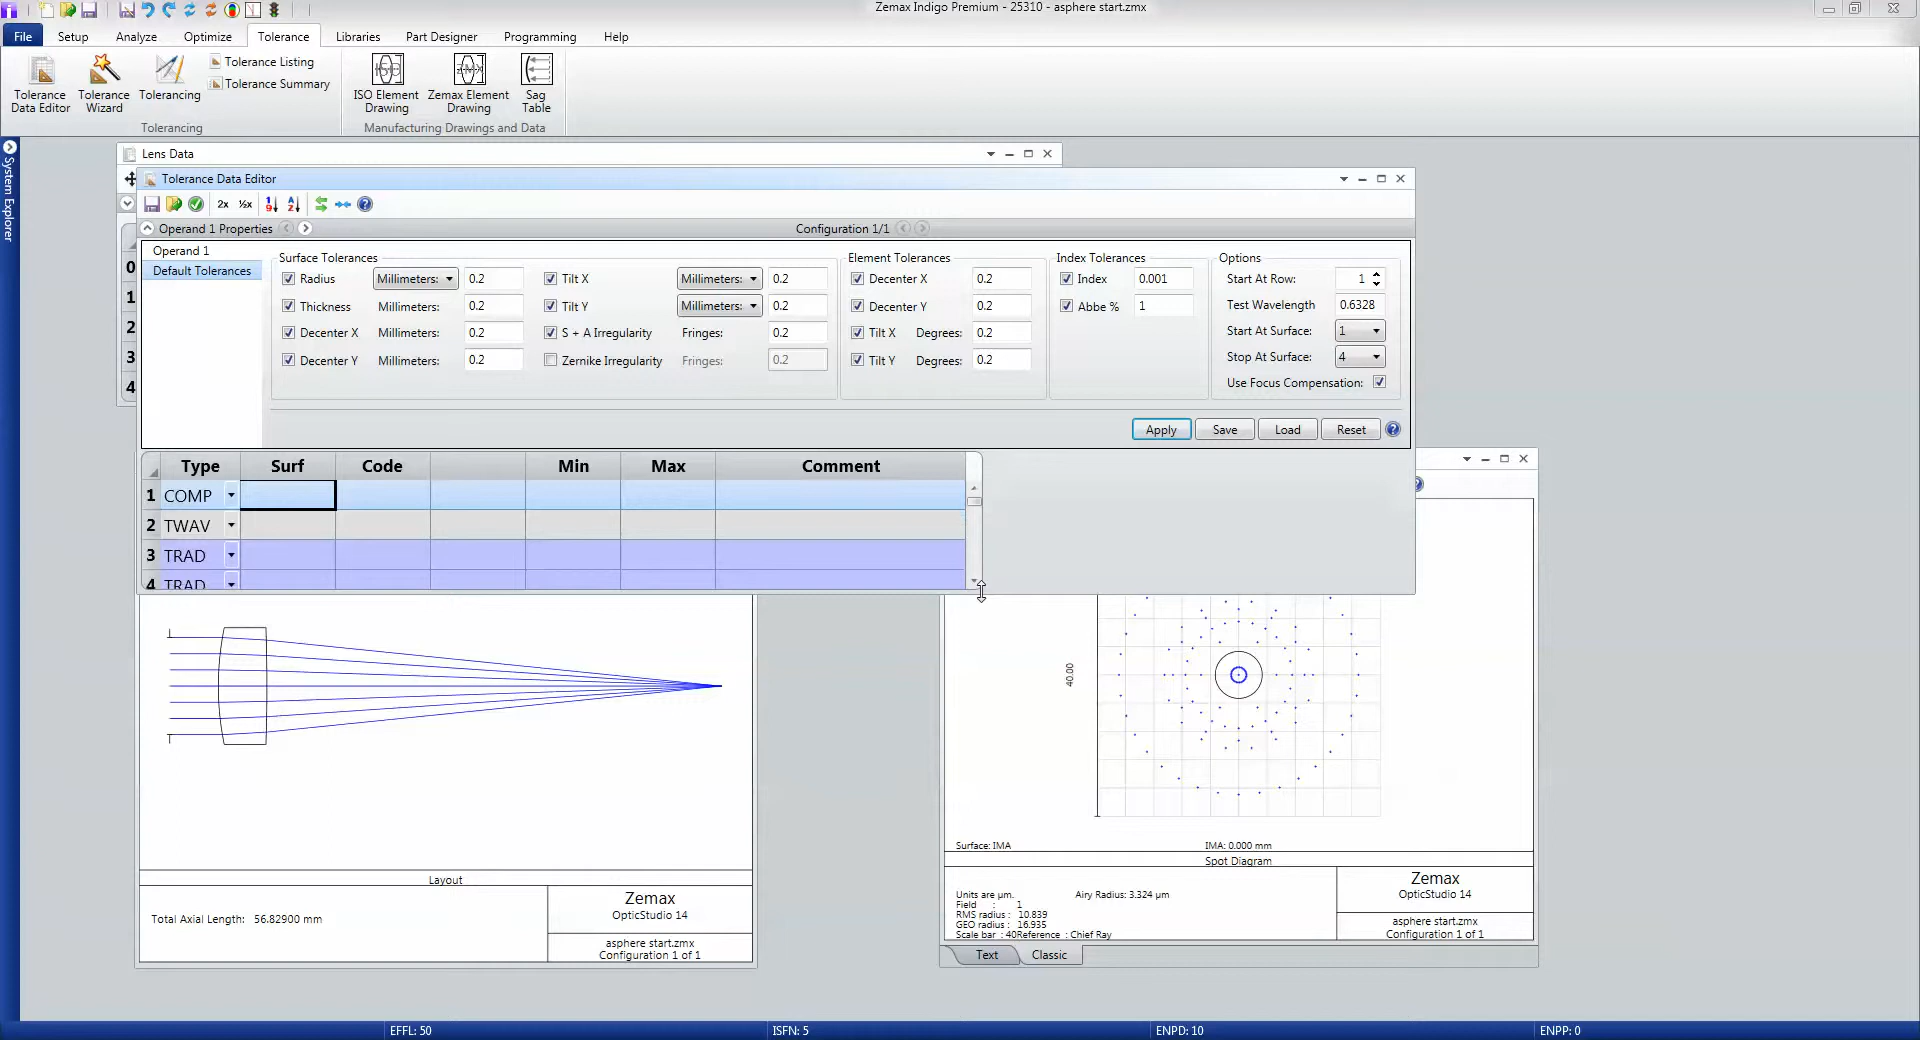 Zemax Indigo Premium - 25310 - asphere start.zmx
File Setup Analyze Optimize Tolerance Libraries Part Designer Programming Help
Tolerance Data Editor
Tolerance Wizard
Tolerancing
Tolerance Listing
Tolerance Summary
ISO Element Drawing
Zemax Element Drawing
Sag Table
Tolerancing
Manufacturing Drawings and Data
System Explorer
Lens Data
Tolerance Data Editor
2x ½x
Operand 1 Properties
Configuration 1/1
Operand 1
Default Tolerances
Surface Tolerances
Radius Millimeters: 0.2
Thickness Millimeters: 0.2
Decenter X Millimeters: 0.2
Decenter Y Millimeters: 0.2
Tilt X Millimeters: 0.2
Tilt Y Millimeters: 0.2
S + A Irregularity Fringes: 0.2
Zernike Irregularity Fringes: 0.2
Element Tolerances
Decenter X 0.2
Decenter Y 0.2
Tilt X Degrees: 0.2
Tilt Y Degrees: 0.2
Index Tolerances
Index 0.001
Abbe % 1
Options
Start At Row: 1
Test Wavelength 0.6328
Start At Surface: 1
Stop At Surface: 4
Use Focus Compensation:
Apply Save Load Reset
0
1
2
3
4
Type Surf Code Min Max Comment
1 COMP
2 TWAV
3 TRAD
4 TRAD
Layout
Total Axial Length: 56.82900 mm
Zemax
OpticStudio 14
asphere start.zmx
Configuration 1 of 1
40.00
Surface: IMA
IMA: 0.000 mm
Spot Diagram
Units are µm. Airy Radius: 3.324 µm
Field : 1
RMS radius : 10.839
GEO radius : 16.935
Scale bar : 40 Reference : Chief Ray
Zemax
OpticStudio 14
asphere start.zmx
Configuration 1 of 1
Text Classic
EFFL: 50 ISFN: 5 ENPD: 10 ENPP: 0